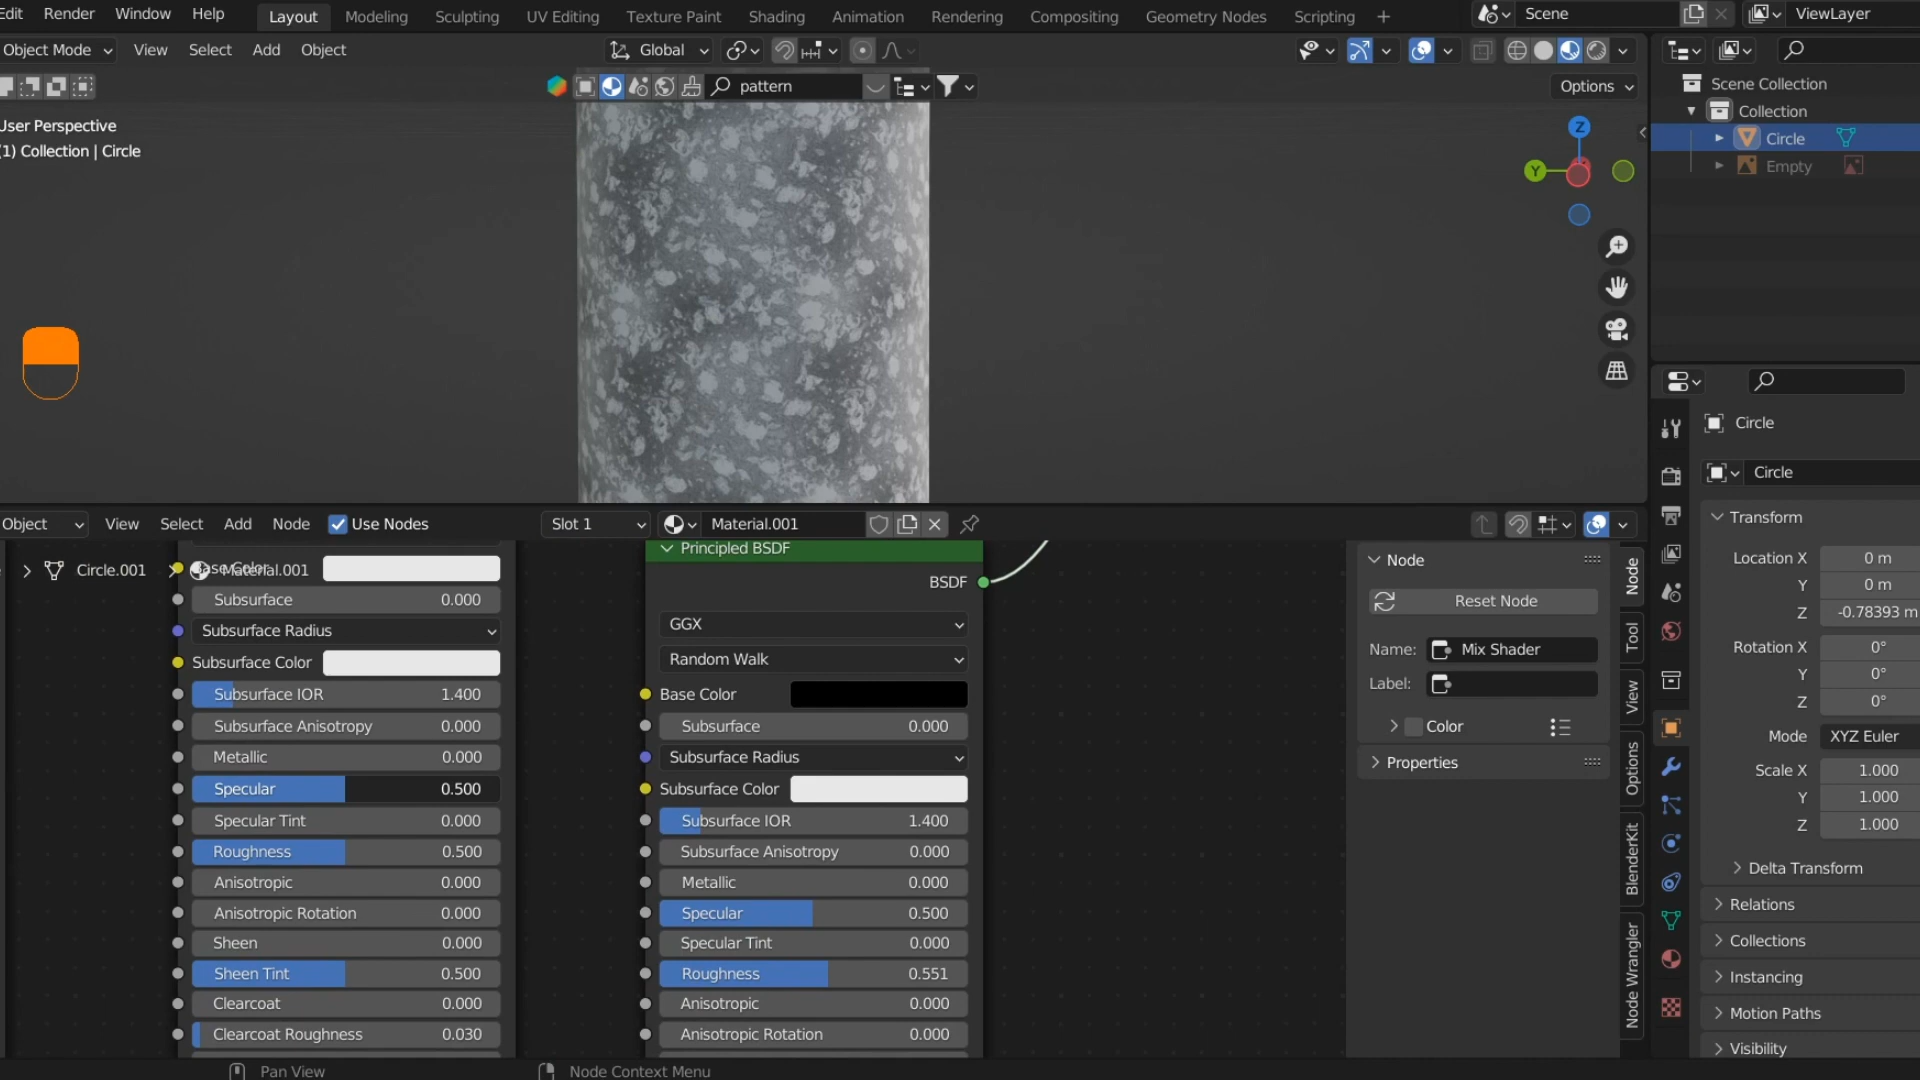 Edit Render Window Help Layout Modeling Sculpting UV Editing Texture Paint Shading Animation Rendering Compositing Geometry Nodes Scripting + Scene ViewLayer
Object Mode View Select Add Object Global
pattern Options
User Perspective
(1) Collection | Circle
Scene Collection
Collection
Circle
Empty
Object View Select Add Node Use Nodes Slot 1 Material.001
Circle.001 Material.001
Base Color
Subsurface 0.000
Subsurface Radius
Subsurface Color
Subsurface IOR 1.400
Subsurface Anisotropy 0.000
Metallic 0.000
Specular 0.500
Specular Tint 0.000
Roughness 0.500
Anisotropic 0.000
Anisotropic Rotation 0.000
Sheen 0.000
Sheen Tint 0.500
Clearcoat 0.000
Clearcoat Roughness 0.030
Principled BSDF
BSDF
GGX
Random Walk
Base Color
Subsurface 0.000
Subsurface Radius
Subsurface Color
Subsurface IOR 1.400
Subsurface Anisotropy 0.000
Metallic 0.000
Specular 0.500
Specular Tint 0.000
Roughness 0.551
Anisotropic 0.000
Anisotropic Rotation 0.000
Node
Reset Node
Name: Mix Shader
Label:
Color
Properties
Node
Tool
View
Options
BlenderKit
Node Wrangler
Circle
Circle
Transform
Location X 0 m
Y 0 m
Z -0.78393 m
Rotation X 0°
Y 0°
Z 0°
Mode XYZ Euler
Scale X 1.000
Y 1.000
Z 1.000
Delta Transform
Relations
Collections
Instancing
Motion Paths
Visibility
Pan View Node Context Menu